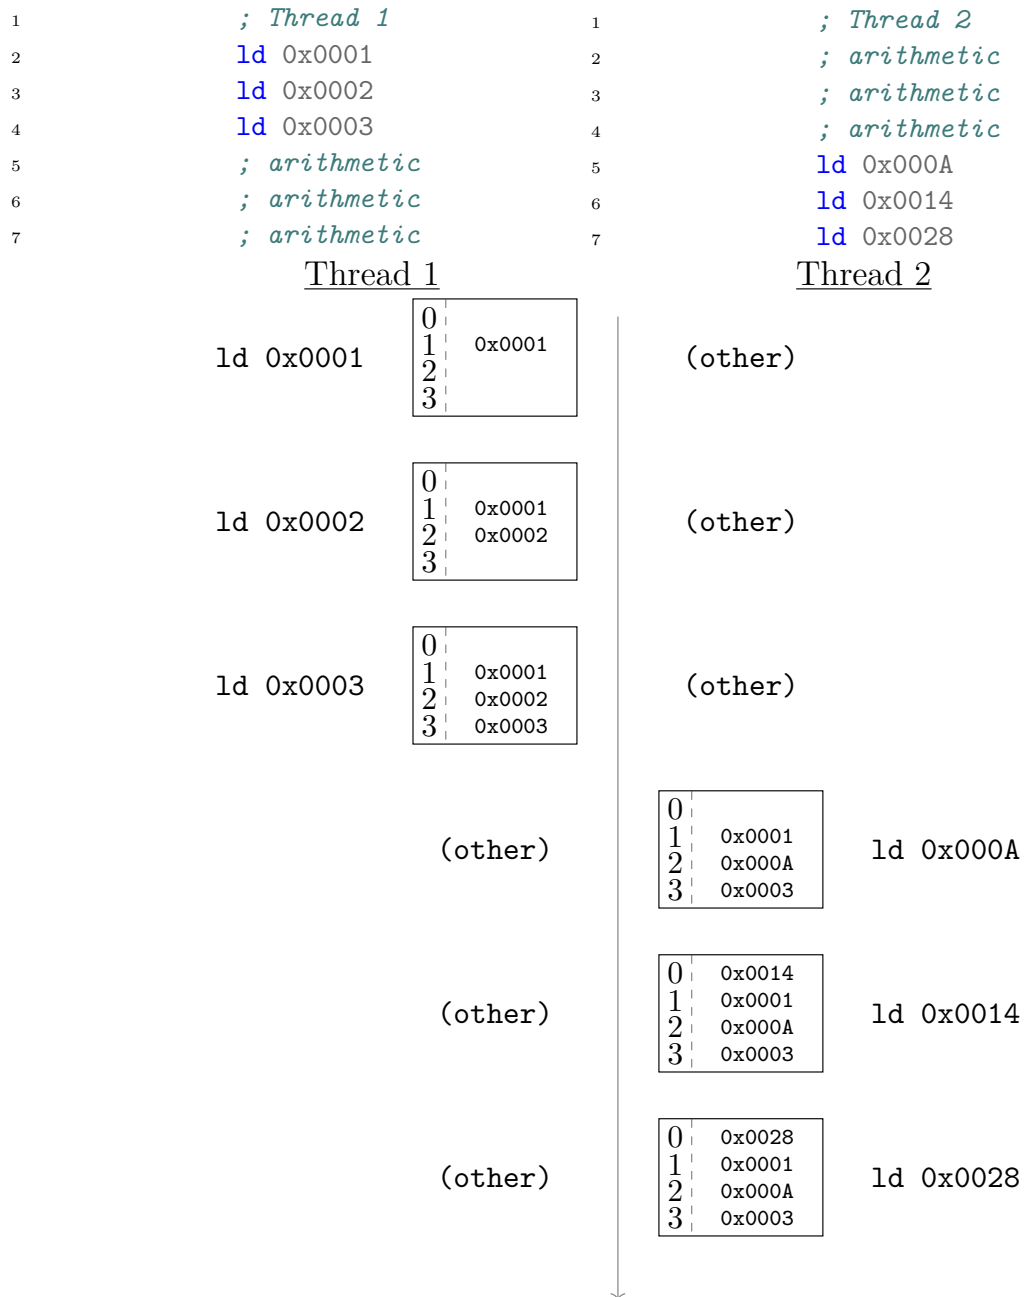 1 ; Thread 1
2 ld 0x0001
3 ld 0x0002
4 ld 0x0003
5 ; arithmetic
6 ; arithmetic
7 ; arithmetic
1 ; Thread 2
2 ; arithmetic
3 ; arithmetic
4 ; arithmetic
5 ld 0x000A
6 ld 0x0014
7 ld 0x0028
Thread 1
Thread 2
ld 0x0001
0
1 0x0001
2
3
(other)
ld 0x0002
0
1 0x0001
2 0x0002
3
(other)
ld 0x0003
0
1 0x0001
2 0x0002
3 0x0003
(other)
(other)
0
1 0x0001
2 0x000A
3 0x0003
ld 0x000A
(other)
0 0x0014
1 0x0001
2 0x000A
3 0x0003
ld 0x0014
(other)
0 0x0028
1 0x0001
2 0x000A
3 0x0003
ld 0x0028